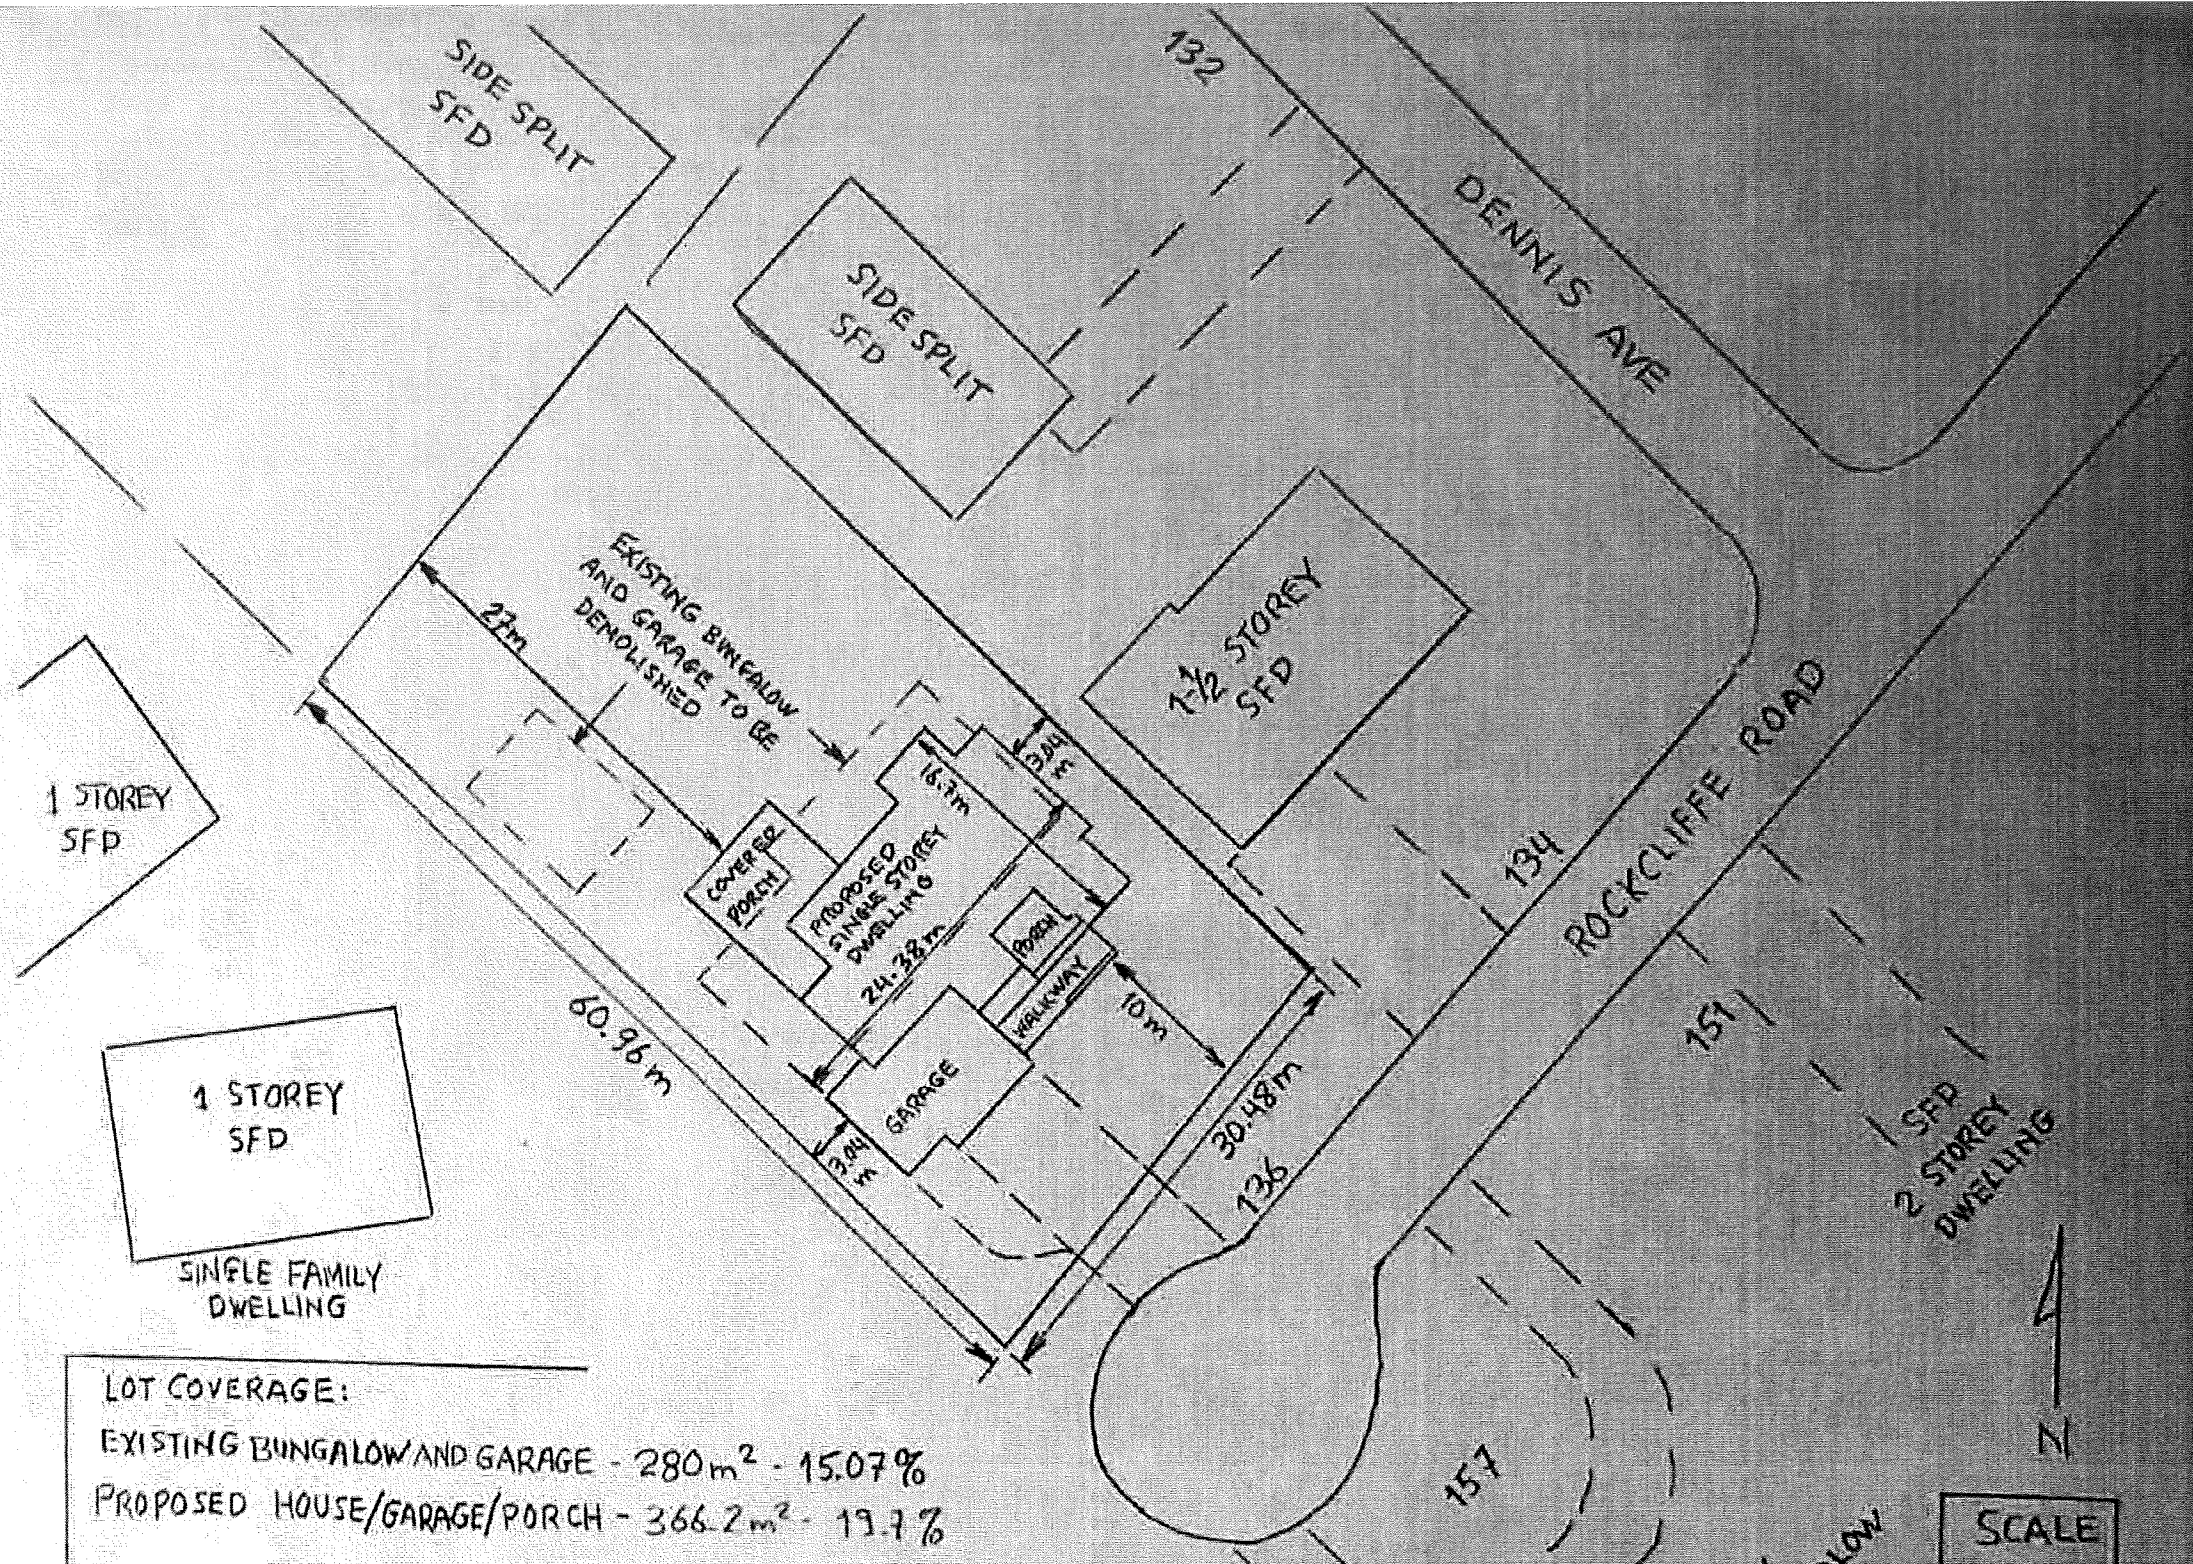 SIDE SPLIT
SFD
132
DENNIS AVE
SIDE SPLIT
SFD
EXISTING BUNGALOW
AND GARAGE TO BE
DEMOLISHED
27m
1-1/2 STOREY
SFD
3.04
m
16.7m
1 STOREY
SFD
COVERED
PORCH
PROPOSED
SINGLE STOREY
DWELLING
24.38m
PORCH
WALKWAY
10m
GARAGE
3.04
m
60.96m
30.48m
134
136
ROCKCLIFFE ROAD
151
SFD
2 STOREY
DWELLING
1 STOREY
SFD
SINGLE FAMILY
DWELLING
157
N
LOT COVERAGE:
EXISTING BUNGALOW AND GARAGE - 280m² - 15.07%
PROPOSED HOUSE/GARAGE/PORCH - 366.2m² - 19.7%
SCALE